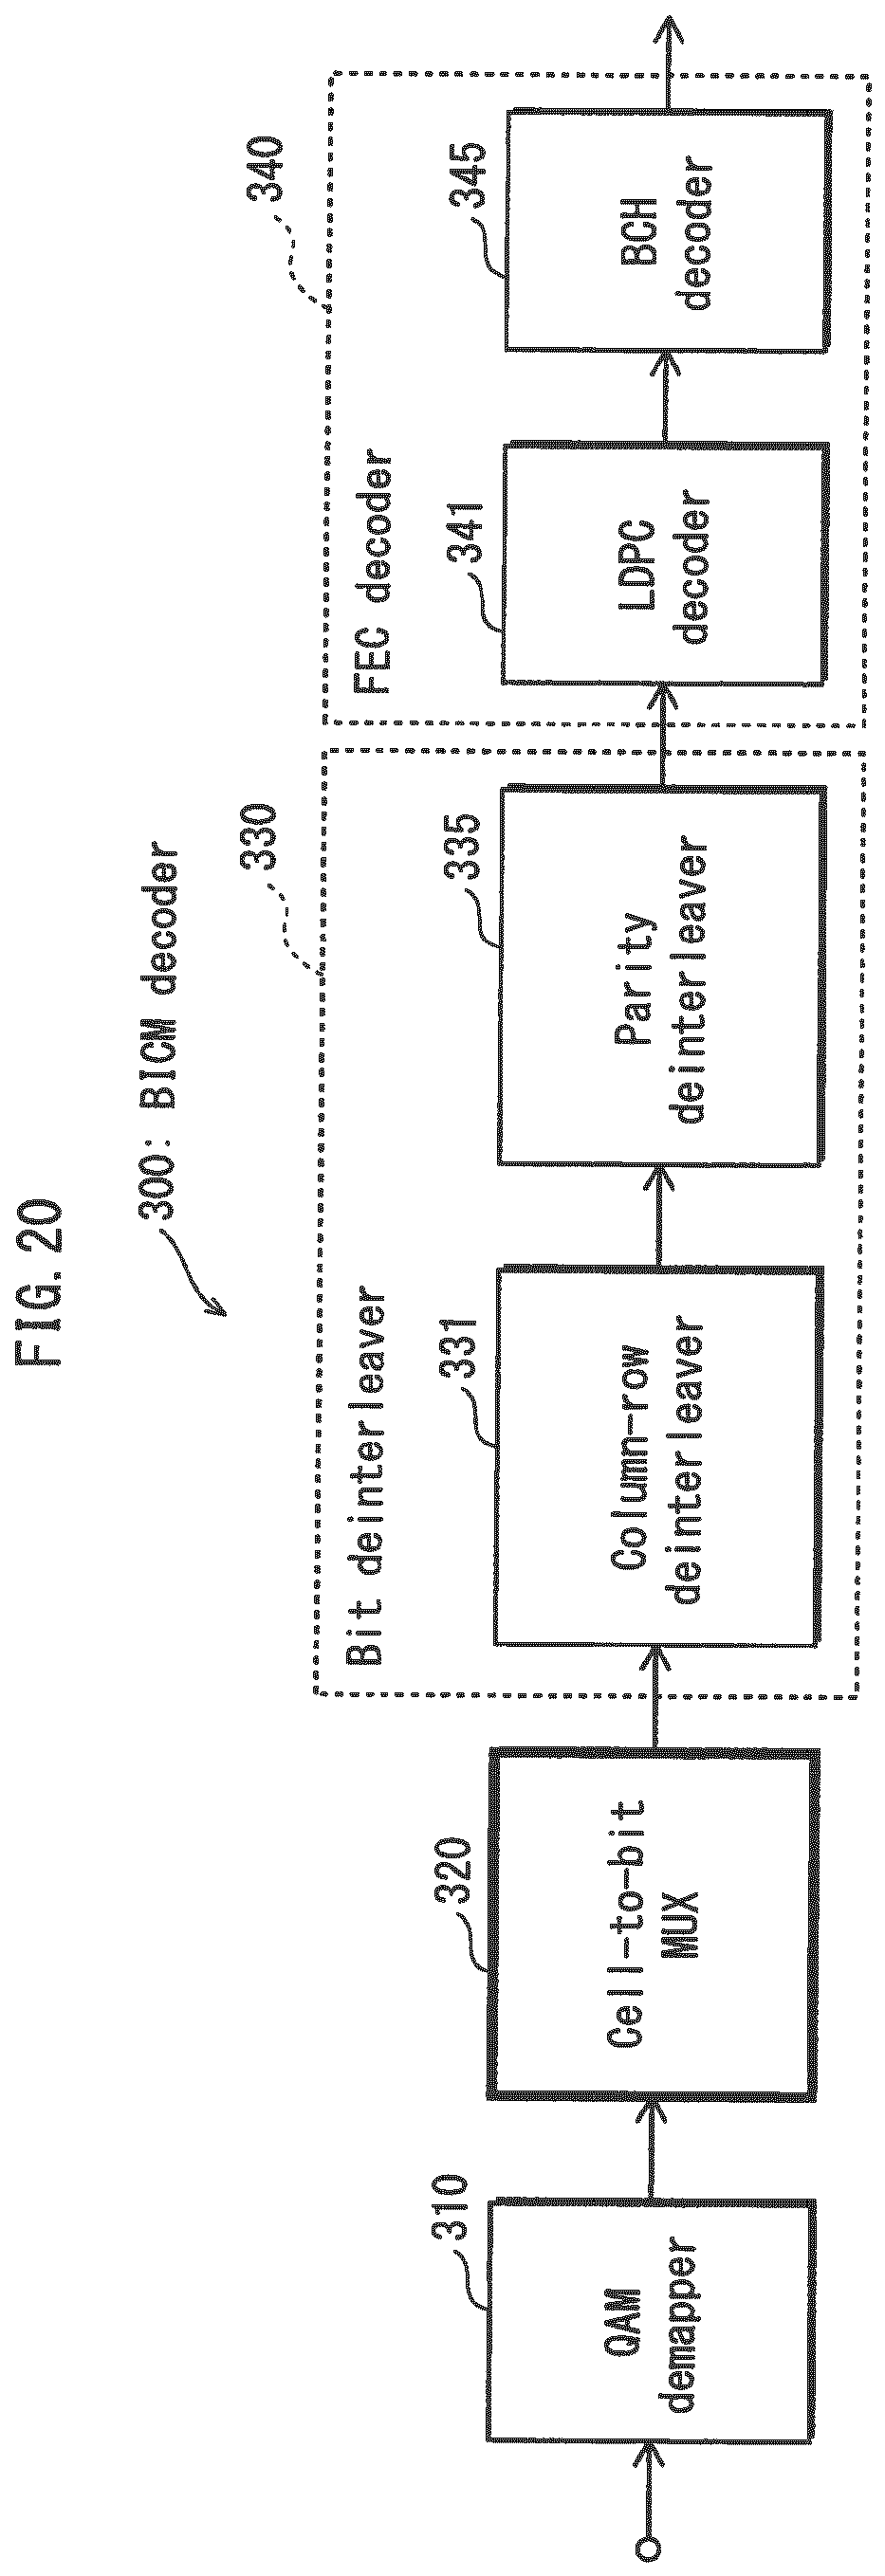 FIG. 20
300: BICM decoder
310
QAM
demapper
320
Cell-to-bit
MUX
330
Bit deinterleaver
331
Column-row
deinterleaver
335
Parity
deinterleaver
340
FEC decoder
341
LDPC
decoder
345
BCH
decoder